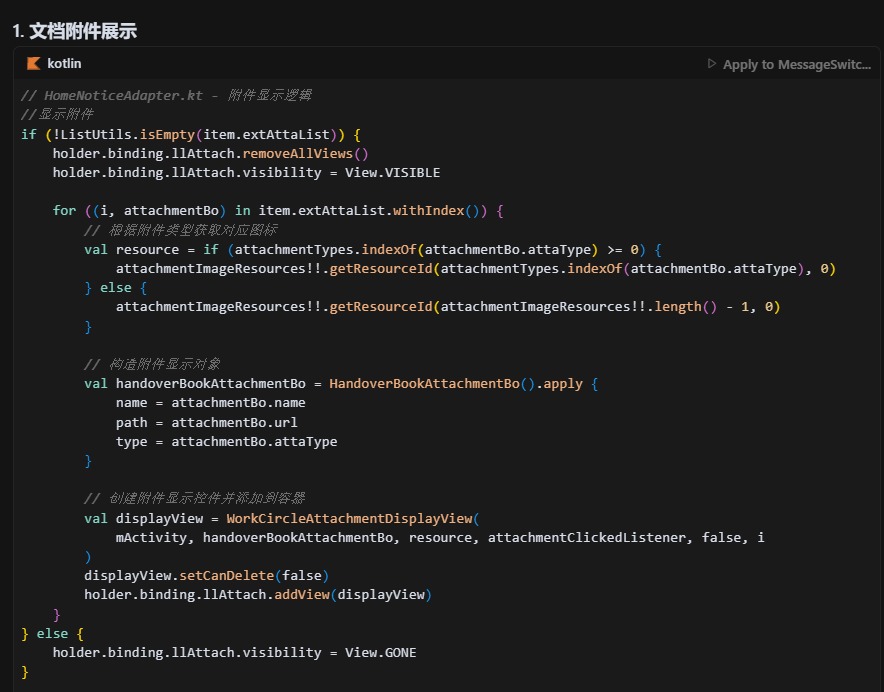 1. 文档附件展示
kotlin
Apply to MessageSwitc...
// HomeNoticeAdapter.kt - 附件显示逻辑
//显示附件
if (!ListUtils.isEmpty(item.extAttaList)) {
    holder.binding.llAttach.removeAllViews()
    holder.binding.llAttach.visibility = View.VISIBLE
    for ((i, attachmentBo) in item.extAttaList.withIndex()) {
        // 根据附件类型获取对应图标
        val resource = if (attachmentTypes.indexOf(attachmentBo.attaType) >= 0) {
            attachmentImageResources!!.getResourceId(attachmentTypes.indexOf(attachmentBo.attaType), 0)
        } else {
            attachmentImageResources!!.getResourceId(attachmentImageResources!!.length() - 1, 0)
        }
        // 构造附件显示对象
        val handoverBookAttachmentBo = HandoverBookAttachmentBo().apply {
            name = attachmentBo.name
            path = attachmentBo.url
            type = attachmentBo.attaType
        }
        // 创建附件显示控件并添加到容器
        val displayView = WorkCircleAttachmentDisplayView(
            mActivity, handoverBookAttachmentBo, resource, attachmentClickedListener, false, i
        )
        displayView.setCanDelete(false)
        holder.binding.llAttach.addView(displayView)
    }
} else {
    holder.binding.llAttach.visibility = View.GONE
}